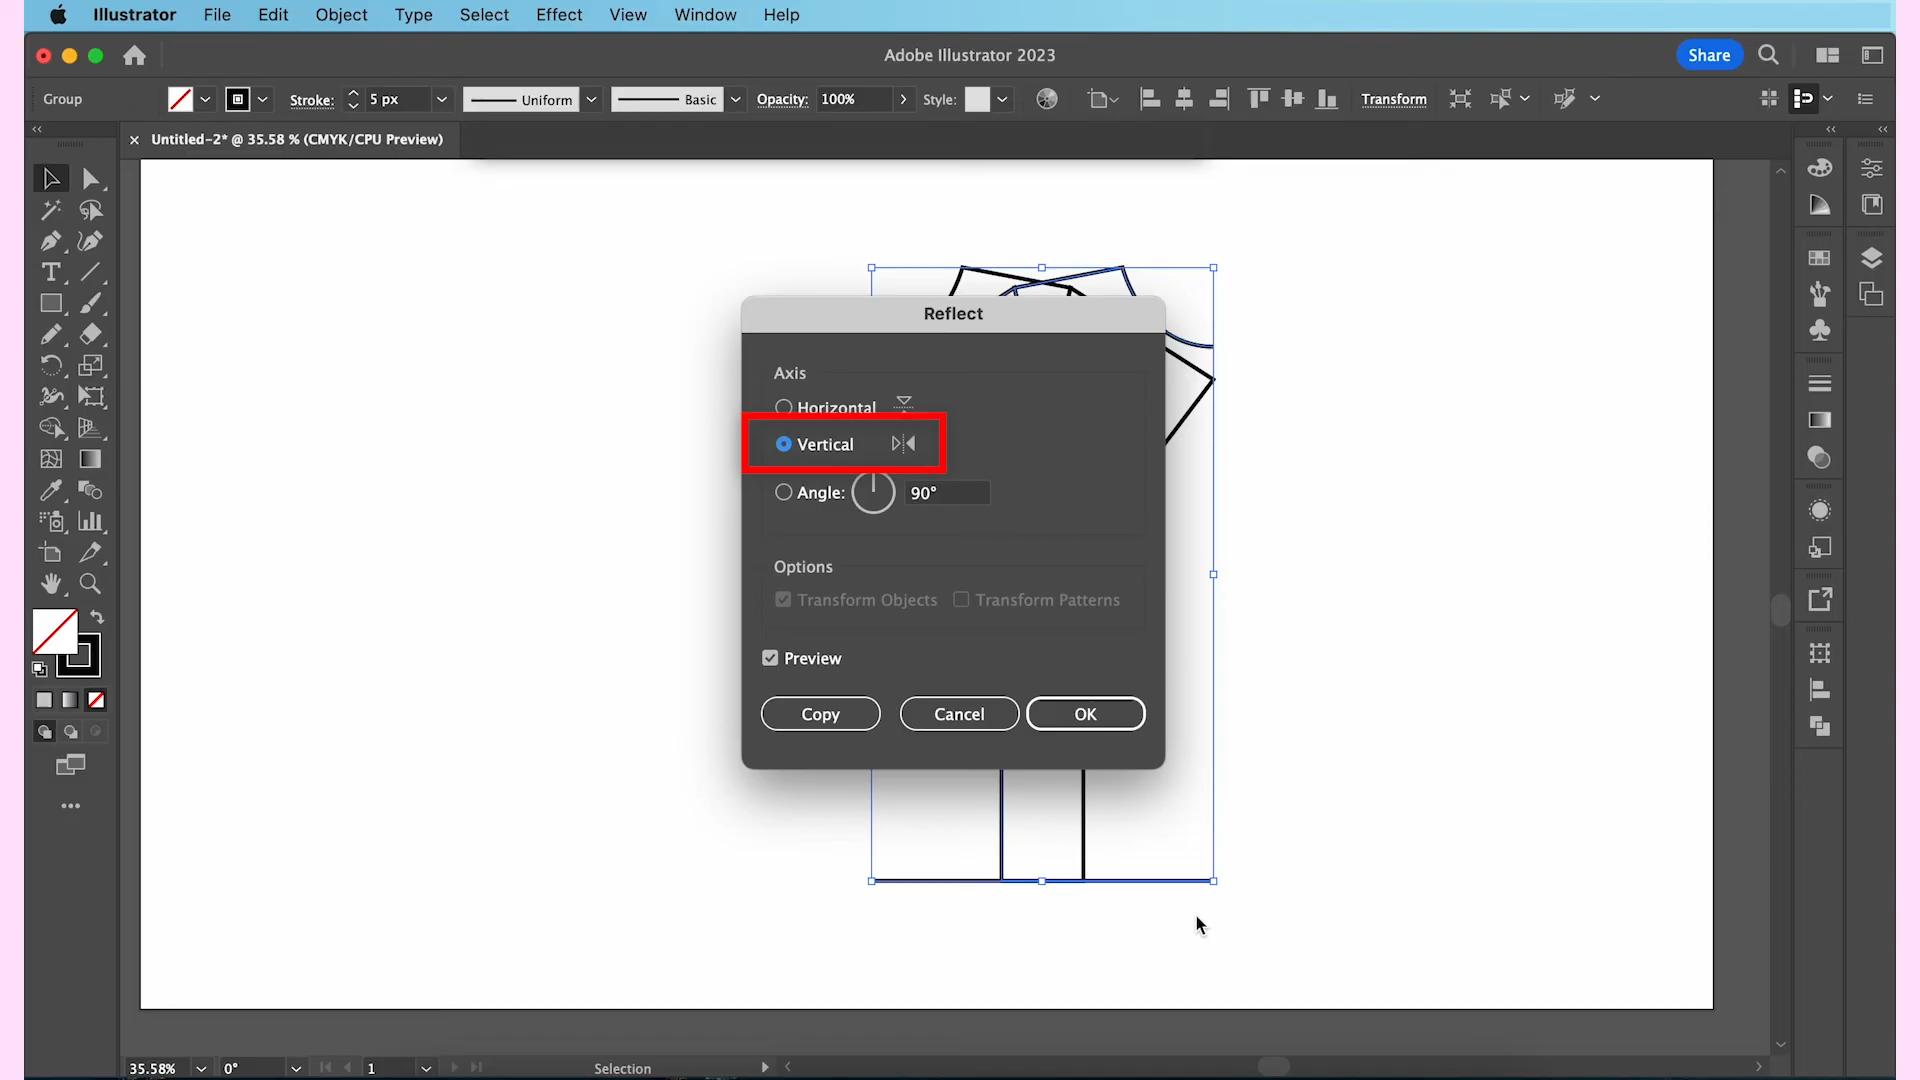 Illustrator File Edit Object Type Select Effect View Window Help
Adobe Illustrator 2023
Share
Group
Stroke: 5 px
Uniform
Basic
Opacity: 100%
Style:
Transform
× Untitled-2* @ 35.58 % (CMYK/CPU Preview)
Reflect
Axis
Horizontal
Vertical
Angle: 90°
Options
Transform Objects Transform Patterns
Preview
Copy Cancel OK
35.58% 0° 1 Selection